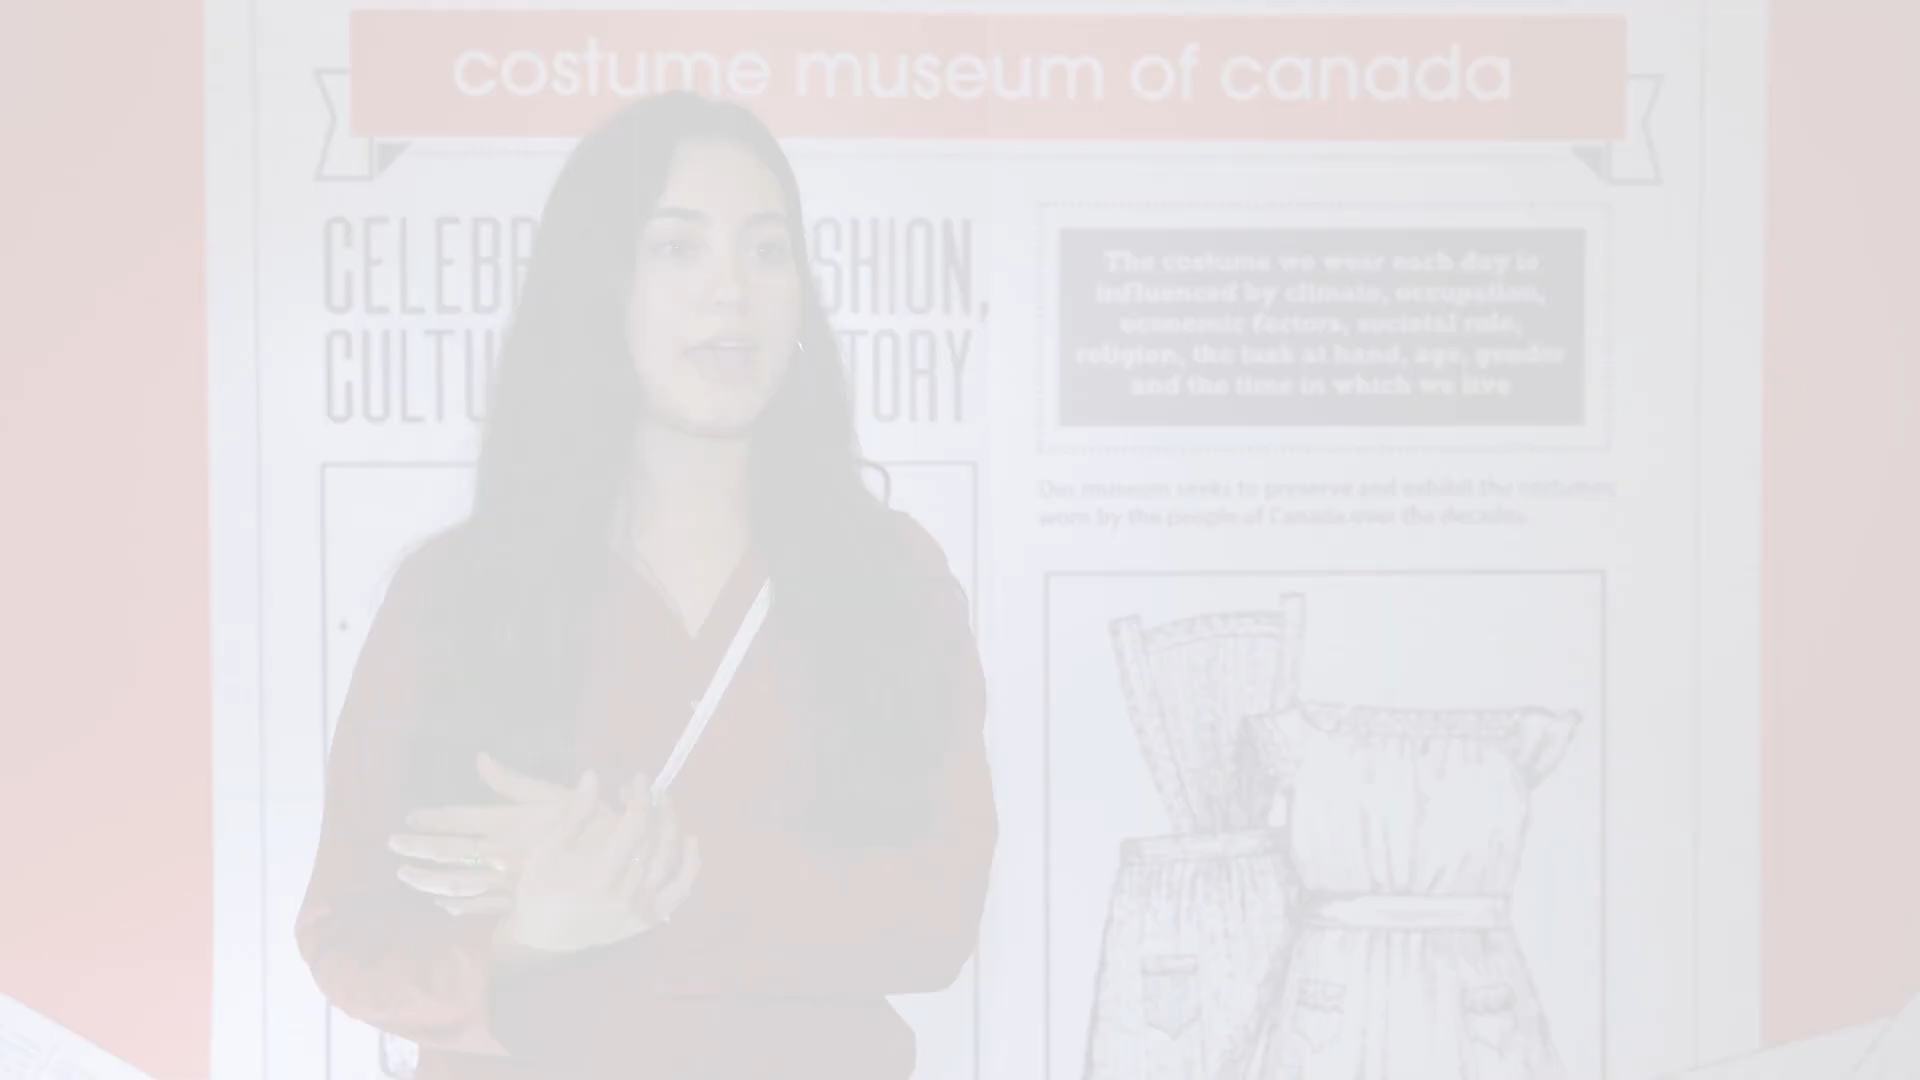 costume museum of canada
CELEBR SHION,
CULTU TORY
The costume we wear each day is
influenced by climate, occupation,
economic factors, societal role,
religion, the task at hand, age, gender
and the time in which we live
Our museum seeks to preserve and exhibit the costumes
worn by the people of Canada over the decades.